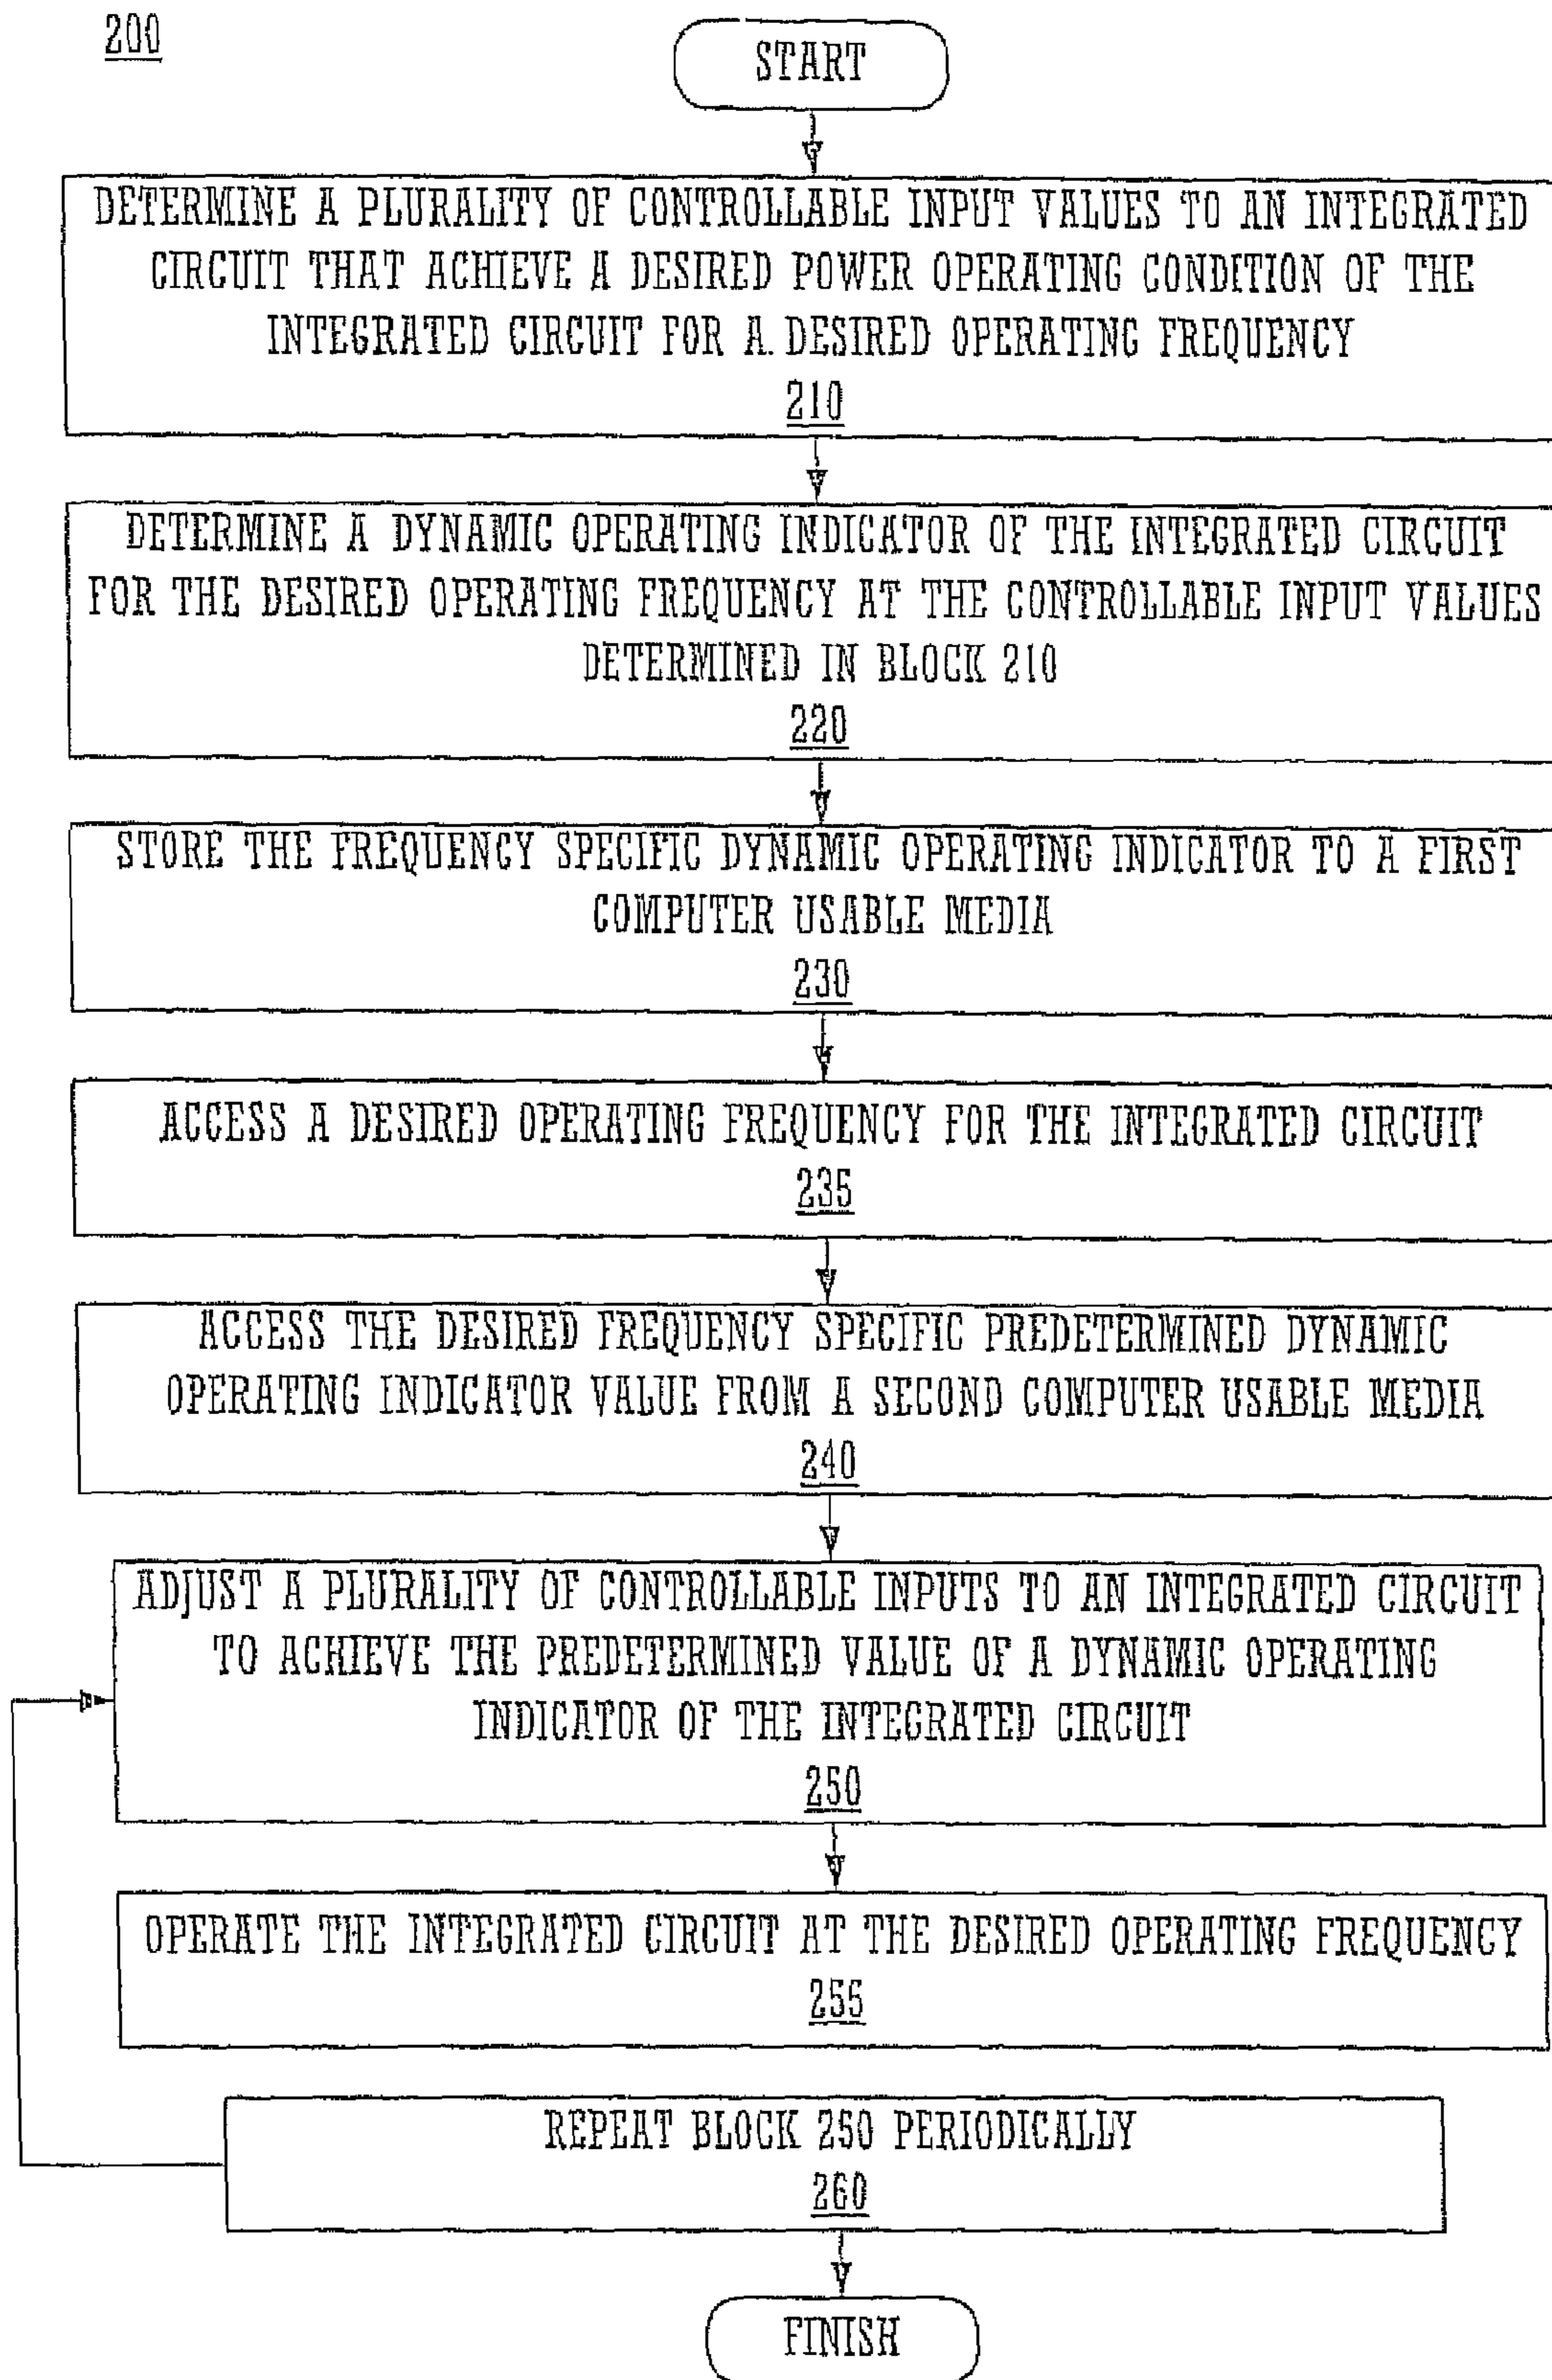 200
START
DETERMINE A PLURALITY OF CONTROLLABLE INPUT VALUES TO AN INTEGRATED
CIRCUIT THAT ACHIEVE A DESIRED POWER OPERATING CONDITION OF THE
INTEGRATED CIRCUIT FOR A. DESIRED OPERATING FREQUENCY
210
DETERMINE A DYNAMIC OPERATING INDICATOR OF THE INTEGRATED CIRCUIT
FOR THE DESIRED OPERATING FREQUENCY AT THE CONTROLLABLE INPUT VALUES
DETERMINED IN BLOCK 210
220
STORE THE FREQUENCY SPECIFIC DYNAMIC OPERATING INDICATOR TO A FIRST
COMPUTER USABLE MEDIA
230
ACCESS A DESIRED OPERATING FREQUENCY FOR THE INTEGRATED CIRCUIT
235
ACCESS THE DESIRED FREQUENCY SPECIFIC PREDETERMINED DYNAMIC
OPERATING INDICATOR VALUE FROM A SECOND COMPUTER USABLE MEDIA
240
ADJUST A PLURALITY OF CONTROLLABLE INPUTS TO AN INTEGRATED CIRCUIT
TO ACHIEVE THE PREDETERMINED VALUE OF A DYNAMIC OPERATING
INDICATOR OF THE INTEGRATED CIRCUIT
250
OPERATE THE INTEGRATED CIRCUIT AT THE DESIRED OPERATING FREQUENCY
255
REPEAT BLOCK 250 PERIODICALLY
260
FINISH